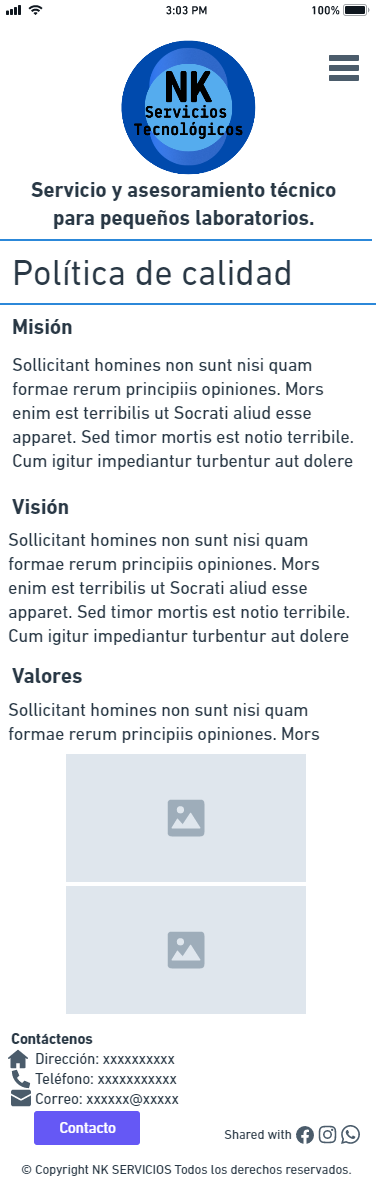 3:03 PM
100%
NK
Servicios
Tecnológicos
Servicio y asesoramiento técnico
para pequeños laboratorios.
Política de calidad
Misión
Sollicitant homines non sunt nisi quam
formae rerum principiis opiniones. Mors
enim est terribilis ut Socrati aliud esse
apparet. Sed timor mortis est notio terribile.
Cum igitur impediantur turbentur aut dolere
Visión
Sollicitant homines non sunt nisi quam
formae rerum principiis opiniones. Mors
enim est terribilis ut Socrati aliud esse
apparet. Sed timor mortis est notio terribile.
Cum igitur impediantur turbentur aut dolere
Valores
Sollicitant homines non sunt nisi quam
formae rerum principiis opiniones. Mors
Contáctenos
Dirección: xxxxxxxxxx
Teléfono: xxxxxxxxxxx
Correo: xxxxxx@xxxxx
Contacto
Shared with
© Copyright NK SERVICIOS Todos los derechos reservados.